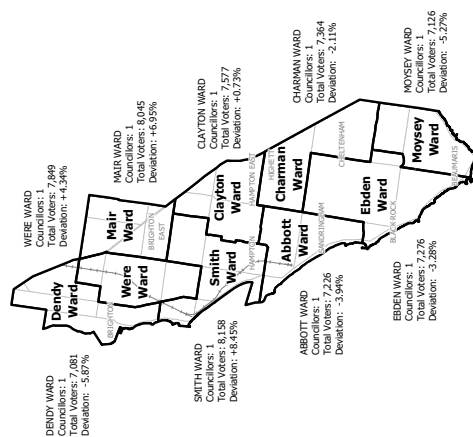 WERE WARD
Councillors: 1
Total Voters: 7,849
Deviation: +4.34%
MAIR WARD
Councillors: 1
Total Voters: 8,045
Deviation: +6.95%
CLAYTON WARD
Councillors: 1
Total Voters: 7,577
Deviation: +0.73%
CHARMAN WARD
Councillors: 1
Total Voters: 7,364
Deviation: -2.11%
MOYSEY WARD
Councillors: 1
Total Voters: 7,126
Deviation: -5.27%
Dendy
Ward
Were
Ward
Mair
Ward
Smith
Ward
Clayton
Ward
Abbott
Ward
Charman
Ward
Ebden
Ward
Moysey
Ward
BRIGHTON
BRIGHTON
EAST
HAMPTON
HAMPTON EAST
HIGHETT
SANDRINGHAM
CHELTENHAM
BLACK ROCK
BEAUMARIS
DENDY WARD
Councillors: 1
Total Voters: 7,081
Deviation: -5.87%
SMITH WARD
Councillors: 1
Total Voters: 8,158
Deviation: +8.45%
ABBOTT WARD
Councillors: 1
Total Voters: 7,226
Deviation: -3.94%
EBDEN WARD
Councillors: 1
Total Voters: 7,276
Deviation: -3.28%